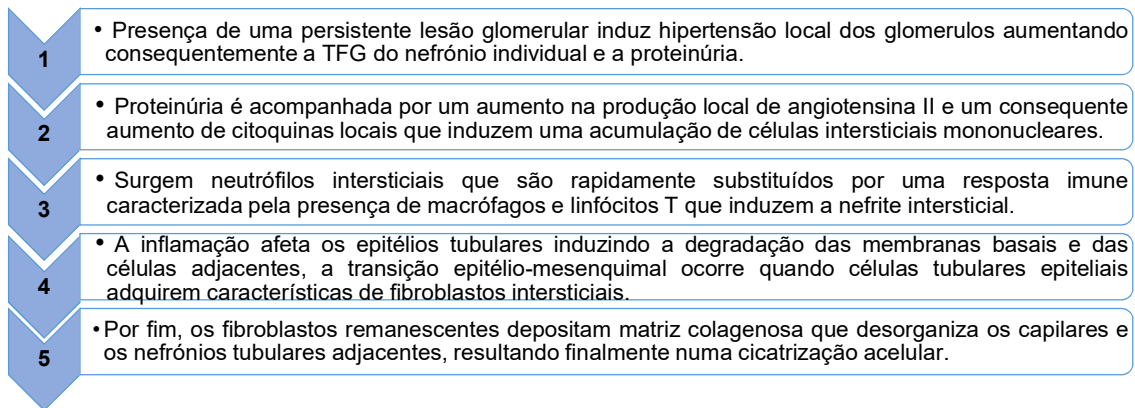 1
• Presença de uma persistente lesão glomerular induz hipertensão local dos glomerulos aumentando
consequentemente a TFG do nefrónio individual e a proteinúria.
2
• Proteinúria é acompanhada por um aumento na produção local de angiotensina II e um consequente
aumento de citoquinas locais que induzem uma acumulação de células intersticiais mononucleares.
3
• Surgem neutrófilos intersticiais que são rapidamente substituídos por uma resposta imune
caracterizada pela presença de macrófagos e linfócitos T que induzem a nefrite intersticial.
4
• A inflamação afeta os epitélios tubulares induzindo a degradação das membranas basais e das
células adjacentes, a transição epitélio-mesenquimal ocorre quando células tubulares epiteliais
adquirem características de fibroblastos intersticiais.
5
• Por fim, os fibroblastos remanescentes depositam matriz colagenosa que desorganiza os capilares e
os nefrónios tubulares adjacentes, resultando finalmente numa cicatrização acelular.